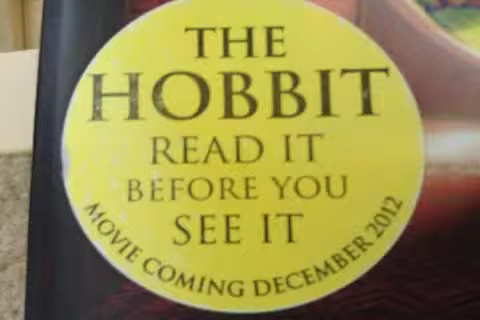 THE
HOBBIT
READ IT
BEFORE YOU
SEE IT
MOVIE COMING DECEMBER 2012